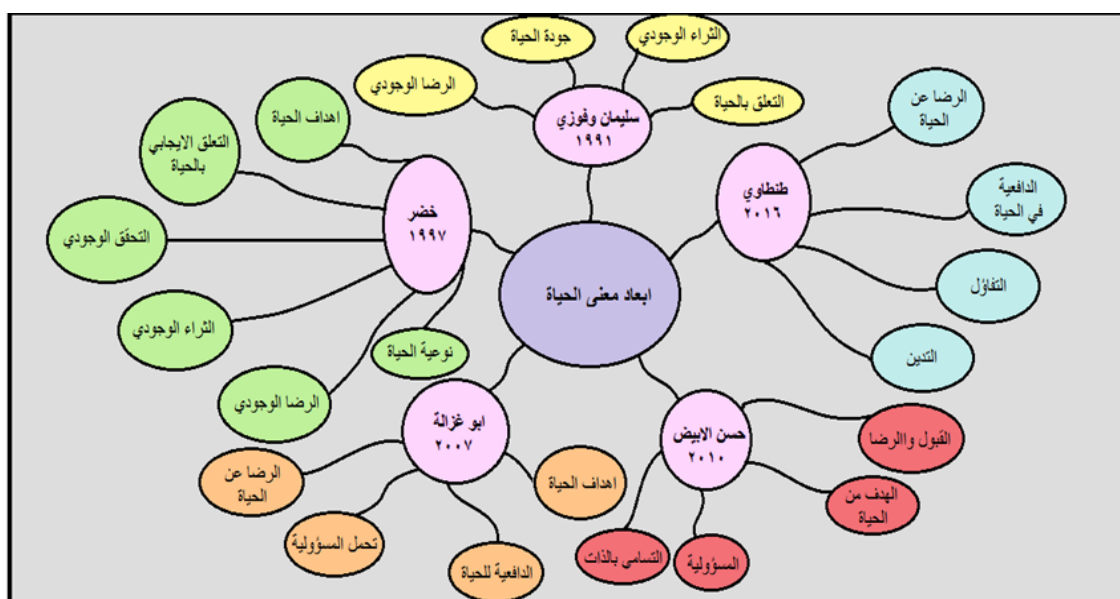 ابعاد معنى الحياة
سليمان وفوزي
١٩٩١
الثراء الوجودي
جودة الحياة
الرضا الوجودي
التعلق بالحياة
طنطاوي
٢٠١٦
الرضا عن
الحياة
الدافعية
في الحياة
التفاؤل
التدين
حسن الابيض
٢٠١٠
القبول واالرضا
الهدف من
الحياة
المسؤولية
التسامي بالذات
ابو غزالة
٢٠٠٧
اهداف الحياة
الدافعية للحياة
تحمل المسؤولية
الرضا عن
الحياة
خضر
١٩٩٧
اهداف الحياة
التعلق الايجابي
بالحياة
التحقق الوجودي
الثراء الوجودي
الرضا الوجودي
نوعية الحياة